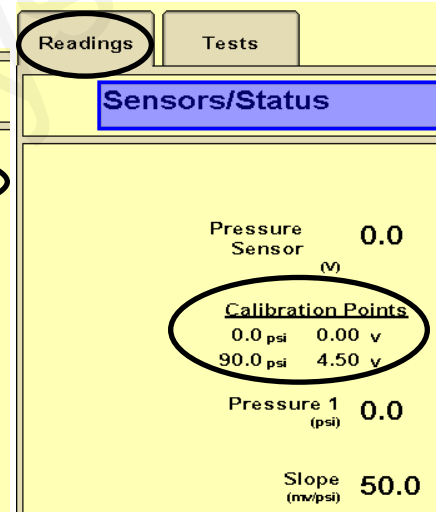 Readings Tests
Sensors/Status
Pressure 0.0
Sensor
(V)
Calibration Points
0.0 psi 0.00 v
90.0 psi 4.50 v
Pressure 1 0.0
(psi)
Slope 50.0
(mv/psi)